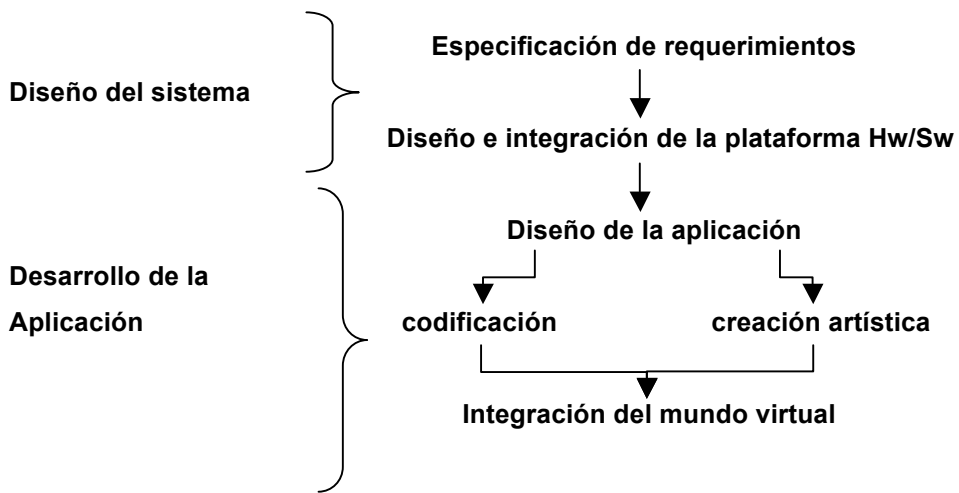 Especificación de requerimientos
Diseño del sistema
Diseño e integración de la plataforma Hw/Sw
Diseño de la aplicación
Desarrollo de la
Aplicación
codificación
creación artística
Integración del mundo virtual